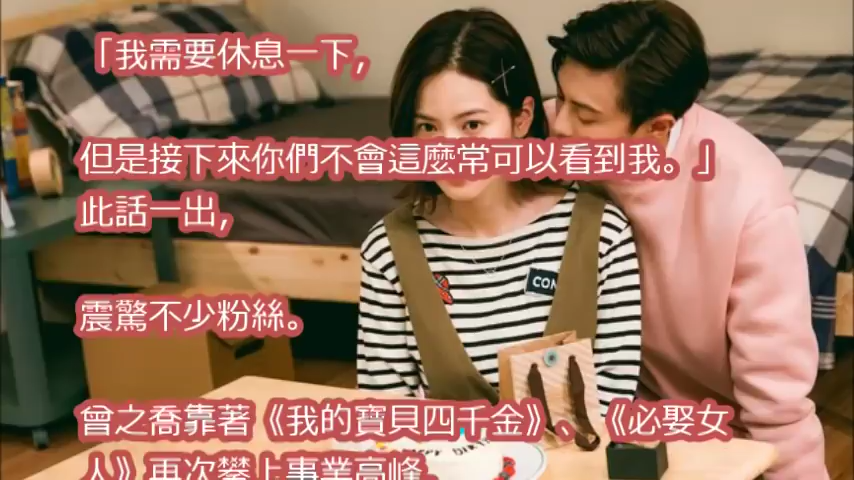 「我需要休息一下，
但是接下來你們不會這麼常可以看到我。」
此話一出，
震驚不少粉絲。
曾之喬靠著《我的寶貝四千金》、《必娶女
人》再次攀上事業高峰，
CON